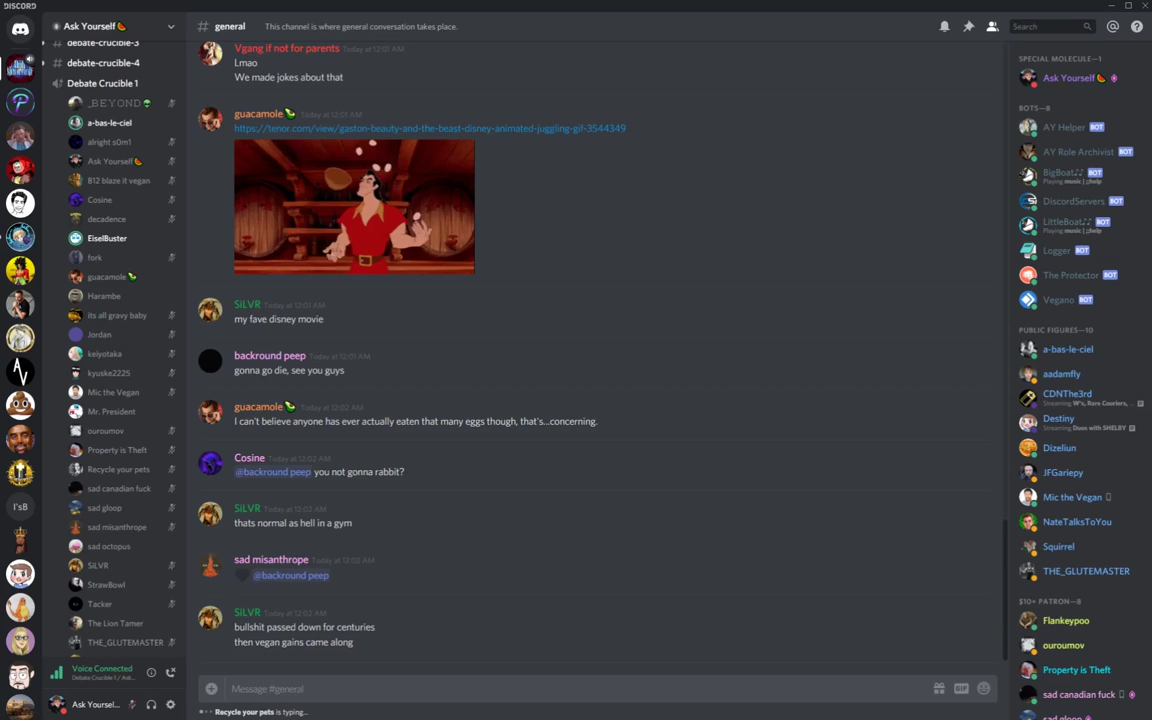 DISCORD
Ask Yourself
debate-crucible-3
debate-crucible-4
Debate Crucible 1
_BEYOND
a-bas-le-ciel
alright s0m1
Ask Yourself
B12 blaze it vegan
Cosine
decadence
EiselBuster
fork
guacamole
Harambe
its all gravy baby
Jordan
keiyotaka
kyuske2225
Mic the Vegan
Mr. President
ouroumov
Property is Theft
Recycle your pets
sad canadian fuck
sad gloop
sad misanthrope
sad octopus
SiLVR
StrawBowl
Tacker
The Lion Tamer
THE_GLUTEMASTER
Voice Connected
Debate Crucible 1 / Ask...
Ask Yoursel...
I'sB
# general
This channel is where general conversation takes place.
Search
Vgang if not for parents Today at 12:01 AM
Lmao
We made jokes about that
guacamole Today at 12:01 AM
https://tenor.com/view/gaston-beauty-and-the-beast-disney-animated-juggling-gif-3544349
SiLVR Today at 12:01 AM
my fave disney movie
backround peep Today at 12:01 AM
gonna go die, see you guys
guacamole Today at 12:02 AM
I can't believe anyone has ever actually eaten that many eggs though, that's...concerning.
Cosine Today at 12:02 AM
@backround peep you not gonna rabbit?
SiLVR Today at 12:02 AM
thats normal as hell in a gym
sad misanthrope Today at 12:02 AM
@backround peep
SiLVR Today at 12:02 AM
bullshit passed down for centuries
then vegan gains came along
Message #general
GIF
Recycle your pets is typing...
SPECIAL MOLECULE—1
Ask Yourself
BOTS—8
AY Helper BOT
AY Role Archivist BOT
BigBoat♪♪ BOT
Playing music | ;;help
DiscordServers BOT
LittleBoat♪♪ BOT
Playing music | ;;help
Logger BOT
The Protector BOT
Vegano BOT
PUBLIC FIGURES—10
a-bas-le-ciel
aadamfly
CDNThe3rd
Streaming W's, Rare Couriers, ...
Destiny
Streaming Duos with SHELBY
Dizeliun
JFGariepy
Mic the Vegan
NateTalksToYou
Squirrel
THE_GLUTEMASTER
$10+ PATRON—8
Flankeypoo
ouroumov
Property is Theft
sad canadian fuck
sad gloop